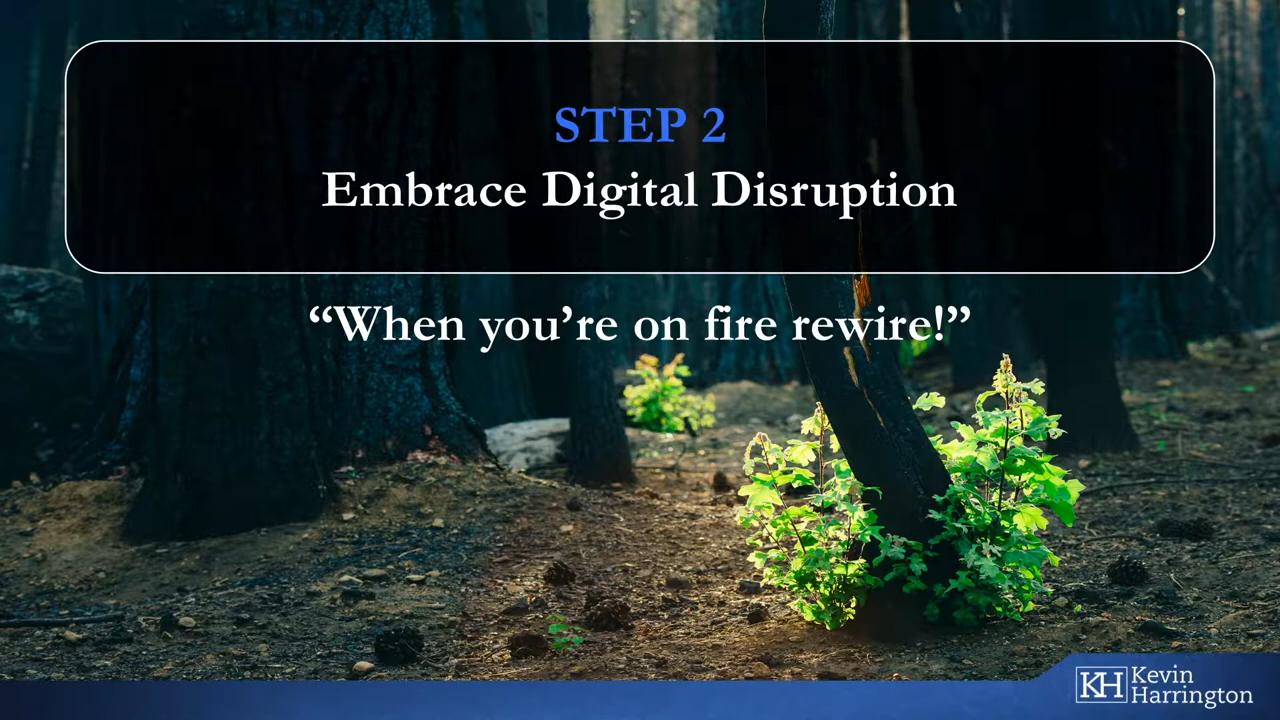 STEP 2
Embrace Digital Disruption
“When you’re on fire rewire!”
KH
Kevin
Harrington